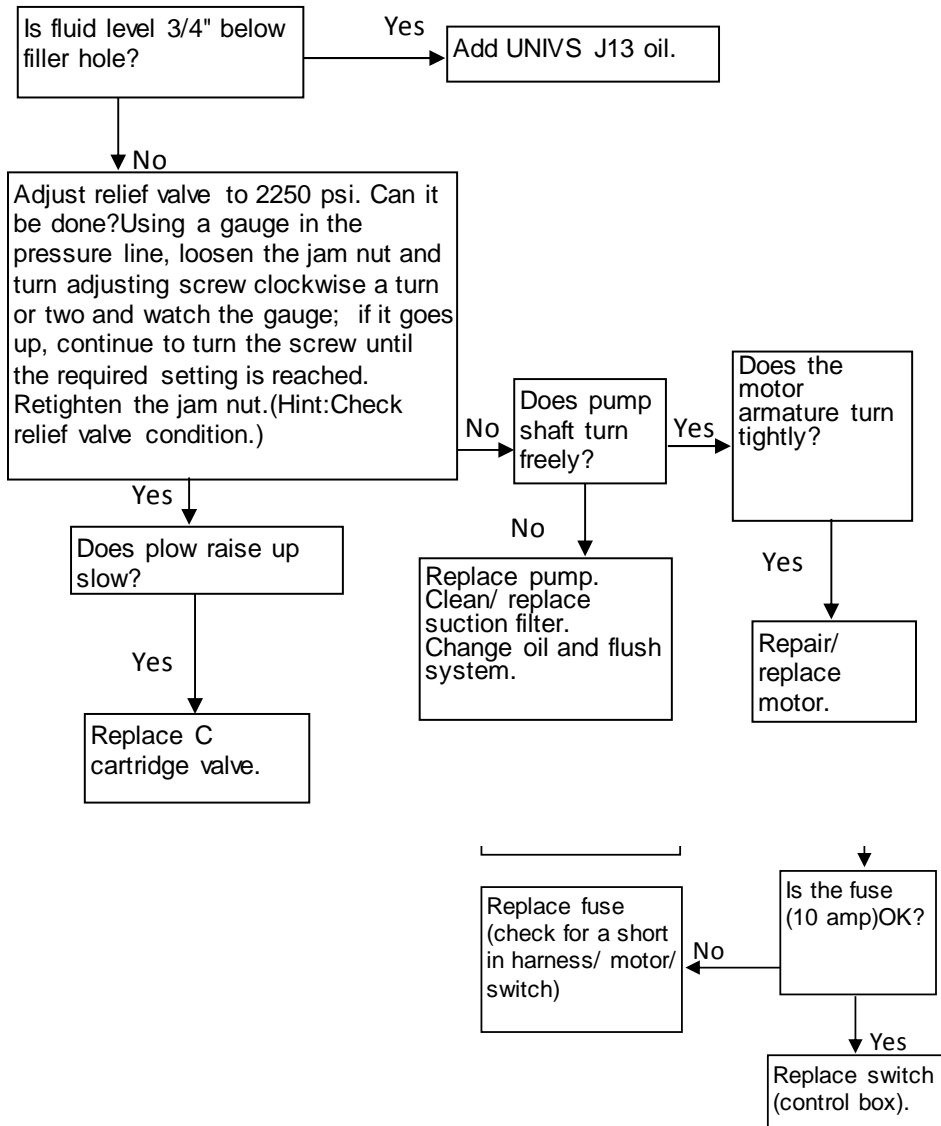 Is fluid level 3/4" below
filler hole?
Yes
Add UNIVS J13 oil.
No
Adjust relief valve to 2250 psi. Can it
be done?Using a gauge in the
pressure line, loosen the jam nut and
turn adjusting screw clockwise a turn
or two and watch the gauge; if it goes
up, continue to turn the screw until
the required setting is reached.
Retighten the jam nut.(Hint:Check
relief valve condition.)
No
Does pump
shaft turn
freely?
Yes
Does the
motor
armature turn
tightly?
Yes
Does plow raise up
slow?
No
Replace pump.
Clean/ replace
suction filter.
Change oil and flush
system.
Yes
Repair/
replace
motor.
Yes
Replace C
cartridge valve.
Is the fuse
(10 amp)OK?
No
Replace fuse
(check for a short
in harness/ motor/
switch)
Yes
Replace switch
(control box).